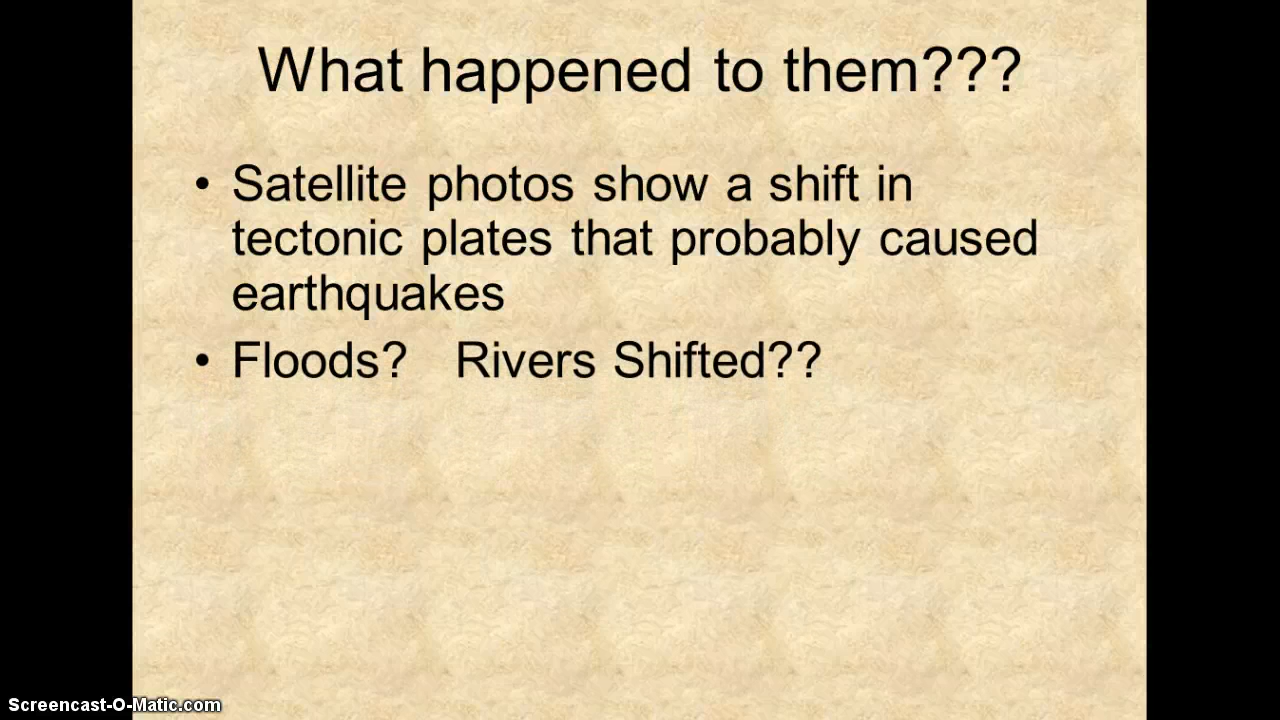 What happened to them???
• Satellite photos show a shift in
tectonic plates that probably caused
earthquakes
• Floods? Rivers Shifted??
Screencast-O-Matic.com